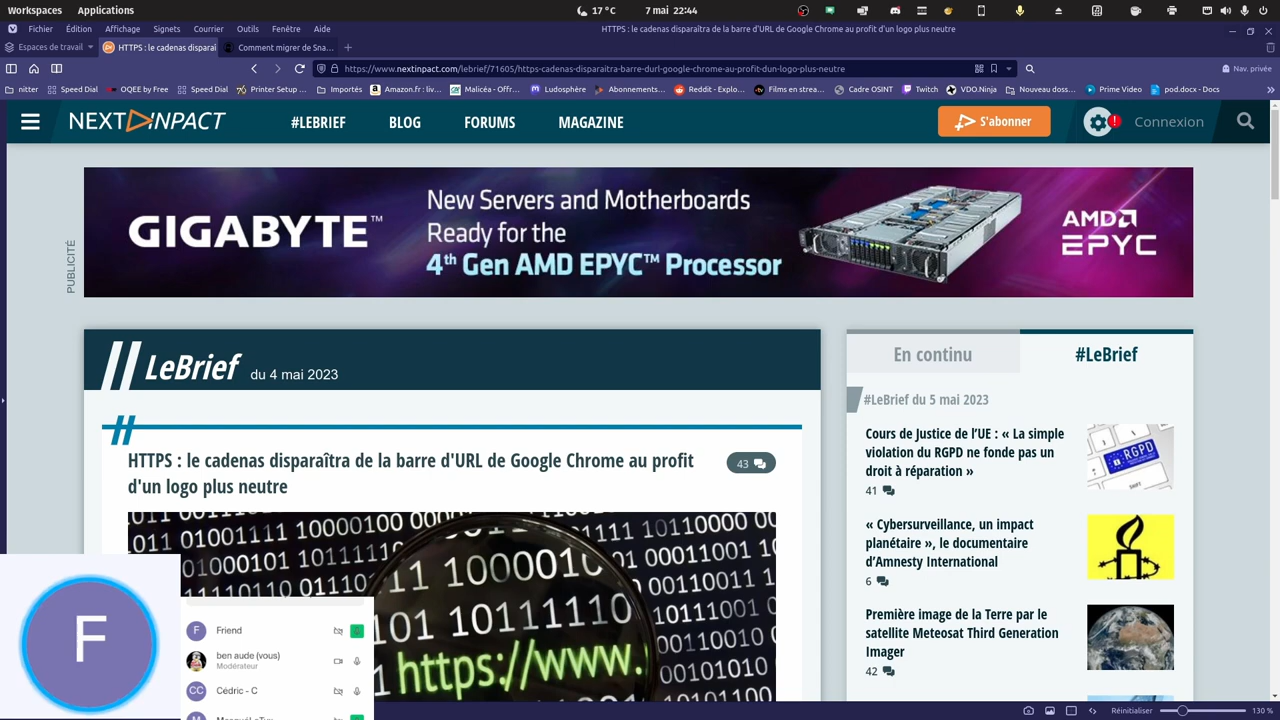 Workspaces
Applications
17 °C
7 mai 22:44
Fichier
Édition
Affichage
Signets
Courrier
Outils
Fenêtre
Aide
HTTPS : le cadenas disparaîtra de la barre d'URL de Google Chrome au profit d'un logo plus neutre
Espaces de travail
HTTPS : le cadenas disparaî
Comment migrer de Sna...
https://www.nextinpact.com/lebrief/71605/https-cadenas-disparaitra-barre-durl-google-chrome-au-profit-dun-logo-plus-neutre
Nav. privée
nitter
Speed Dial
OQEE by Free
Speed Dial
Printer Setup ...
Importés
Amazon.fr : livi...
Malicéa - Offr...
Ludosphère
Abonnements...
Reddit - Explo...
Films en strea...
Cadre OSINT
Twitch
VDO.Ninja
Nouveau doss...
Prime Video
pod.docx - Docs
NEXT INPACT
#LEBRIEF
BLOG
FORUMS
MAGAZINE
S'abonner
Connexion
PUBLICITÉ
GIGABYTE™
New Servers and Motherboards
Ready for the
4th Gen AMD EPYC™ Processor
AMD
EPYC
LeBrief du 4 mai 2023
HTTPS : le cadenas disparaîtra de la barre d'URL de Google Chrome au profit
d'un logo plus neutre
43
https://www.
En continu
#LeBrief
#LeBrief du 5 mai 2023
Cours de Justice de l'UE : « La simple
violation du RGPD ne fonde pas un
droit à réparation »
41
RGPD
« Cybersurveillance, un impact
planétaire », le documentaire
d'Amnesty International
6
Première image de la Terre par le
satellite Meteosat Third Generation
Imager
42
F
F
Friend
ben aude (vous)
Modérateur
CC
Cédric - C
Réinitialiser
130 %